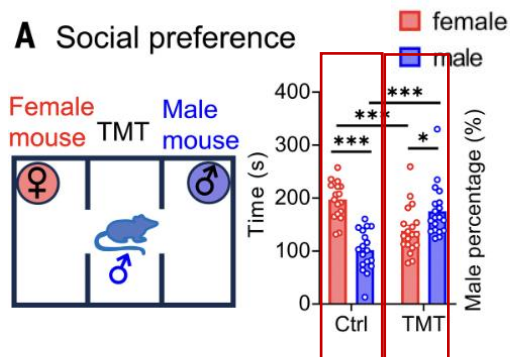 A Social preference
female
male
Female mouse
TMT
Male mouse
♀
♂
♂
Time (s)
400
300
200
100
0
***
***
***
*
Ctrl
TMT
Male percentage (%)